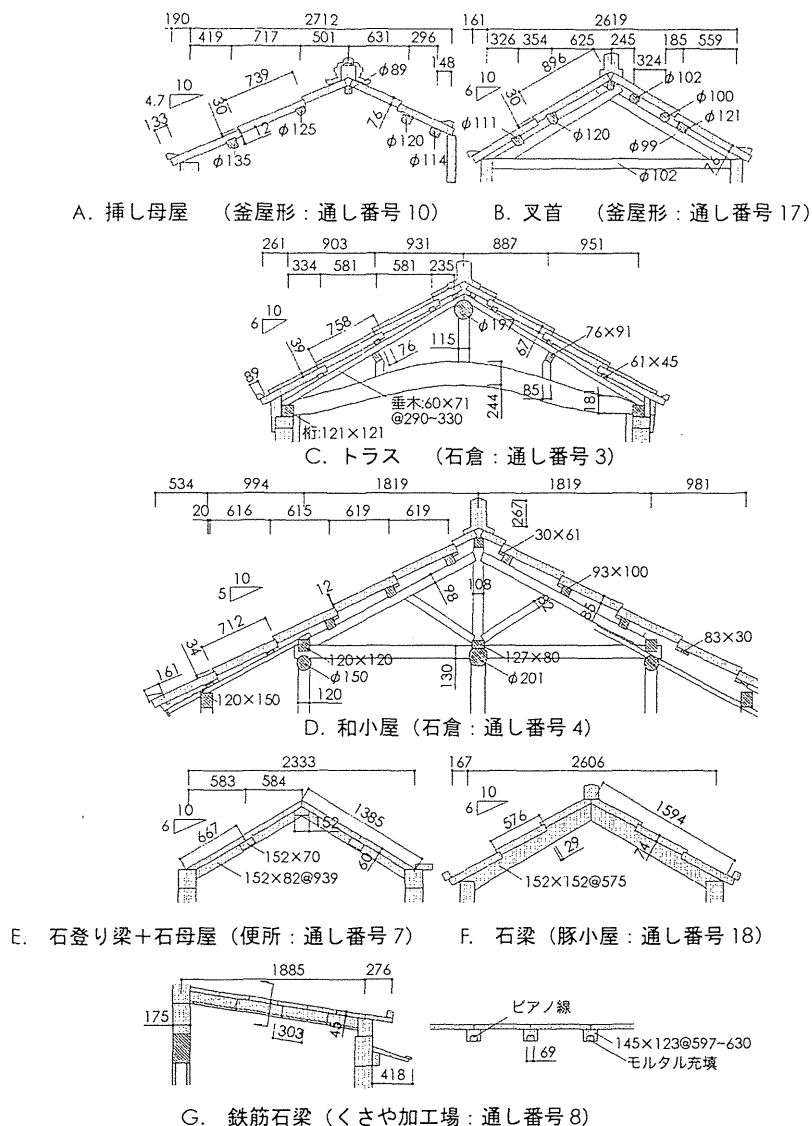 190 2712
419 717 501 631 296
148
739
10
4.7
30
133
12
φ89
φ125
φ135
76
φ120
φ114
A. 挿し母屋 （釜屋形：通し番号10）
161 2619
326 354 625 245 185 559
324
896
10
6
30
φ102
φ100
φ121
φ111
φ120
φ99
φ102
B. 叉首 （釜屋形：通し番号17）
261 903 931 887 951
334 581 581 235
10
6
758
39
89
φ197
76×91
67
61×45
115
76
垂木:60×71
@290~330
244
85
181
桁:121×121
C. トラス （石倉：通し番号3）
534 994 1819 1819 981
20 616 615 619 619
267
30×61
10
5
12
93×100
108
98
712
34
85
161
120×120
127×80
83×30
φ150
130
φ201
120×150
120
D. 和小屋（石倉：通し番号4）
2333
583 584
10
6
1385
667
152
152×70
60
152×82@939
E. 石登り梁＋石母屋（便所：通し番号7）
167 2606
10
6
576
1594
29
74
152×152@575
F. 石梁（豚小屋：通し番号18）
1885 276
175
303
45
418
ピアノ線
145×123@597~630
69
モルタル充填
G. 鉄筋石梁（くさや加工場：通し番号8）